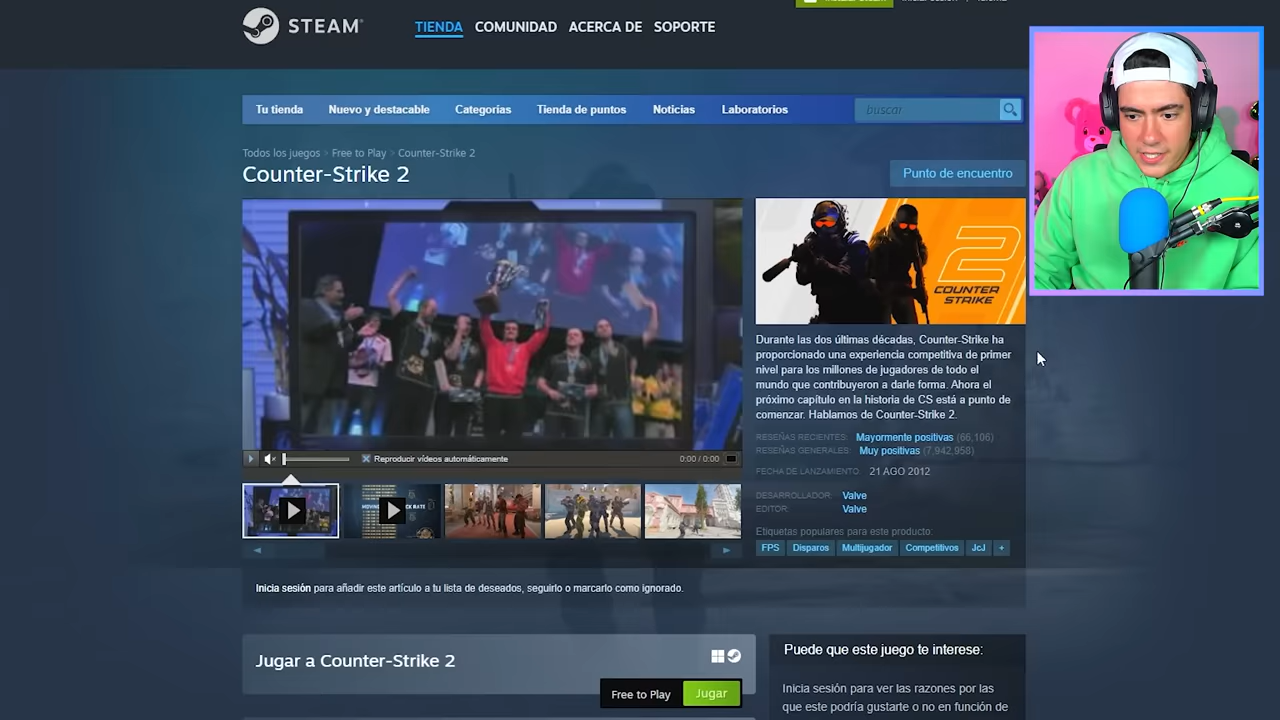 STEAM
TIENDA COMUNIDAD ACERCA DE SOPORTE
Tu tienda Nuevo y destacable Categorías Tienda de puntos Noticias Laboratorios buscar
Todos los juegos > Free to Play > Counter-Strike 2
Counter-Strike 2
Punto de encuentro
2
COUNTER
STRIKE
Durante las dos últimas décadas, Counter-Strike ha
proporcionado una experiencia competitiva de primer
nivel para los millones de jugadores de todo el
mundo que contribuyeron a darle forma. Ahora el
próximo capítulo en la historia de CS está a punto de
comenzar. Hablamos de Counter-Strike 2.
RESEÑAS RECIENTES: Mayormente positivas (66,106)
RESEÑAS GENERALES: Muy positivas (7,942,958)
FECHA DE LANZAMIENTO: 21 AGO 2012
DESARROLLADOR: Valve
EDITOR: Valve
Etiquetas populares para este producto:
FPS Disparos Multijugador Competitivos JcJ +
Reproducir vídeos automáticamente 0:00 / 0:00
Inicia sesión para añadir este artículo a tu lista de deseados, seguirlo o marcarlo como ignorado.
Jugar a Counter-Strike 2
Free to Play Jugar
Puede que este juego te interese:
Inicia sesión para ver las razones por las
que este podría gustarte o no en función de